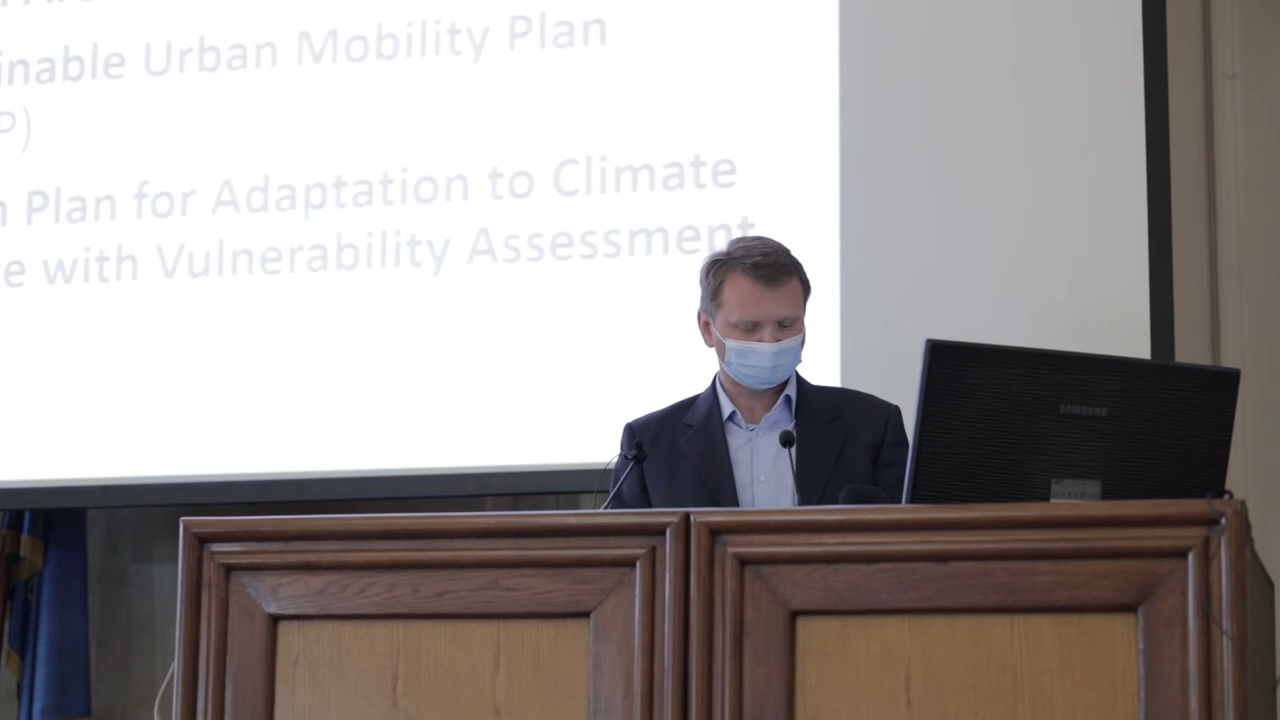 inable Urban Mobility Plan
P)
n Plan for Adaptation to Climate
e with Vulnerability Assessment
SAMSUNG